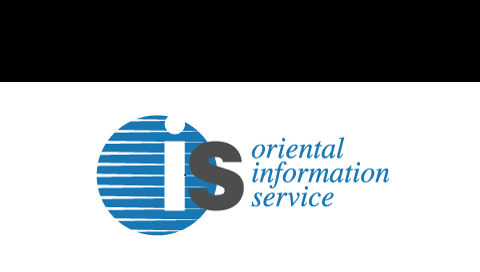 is
oriental
information
service